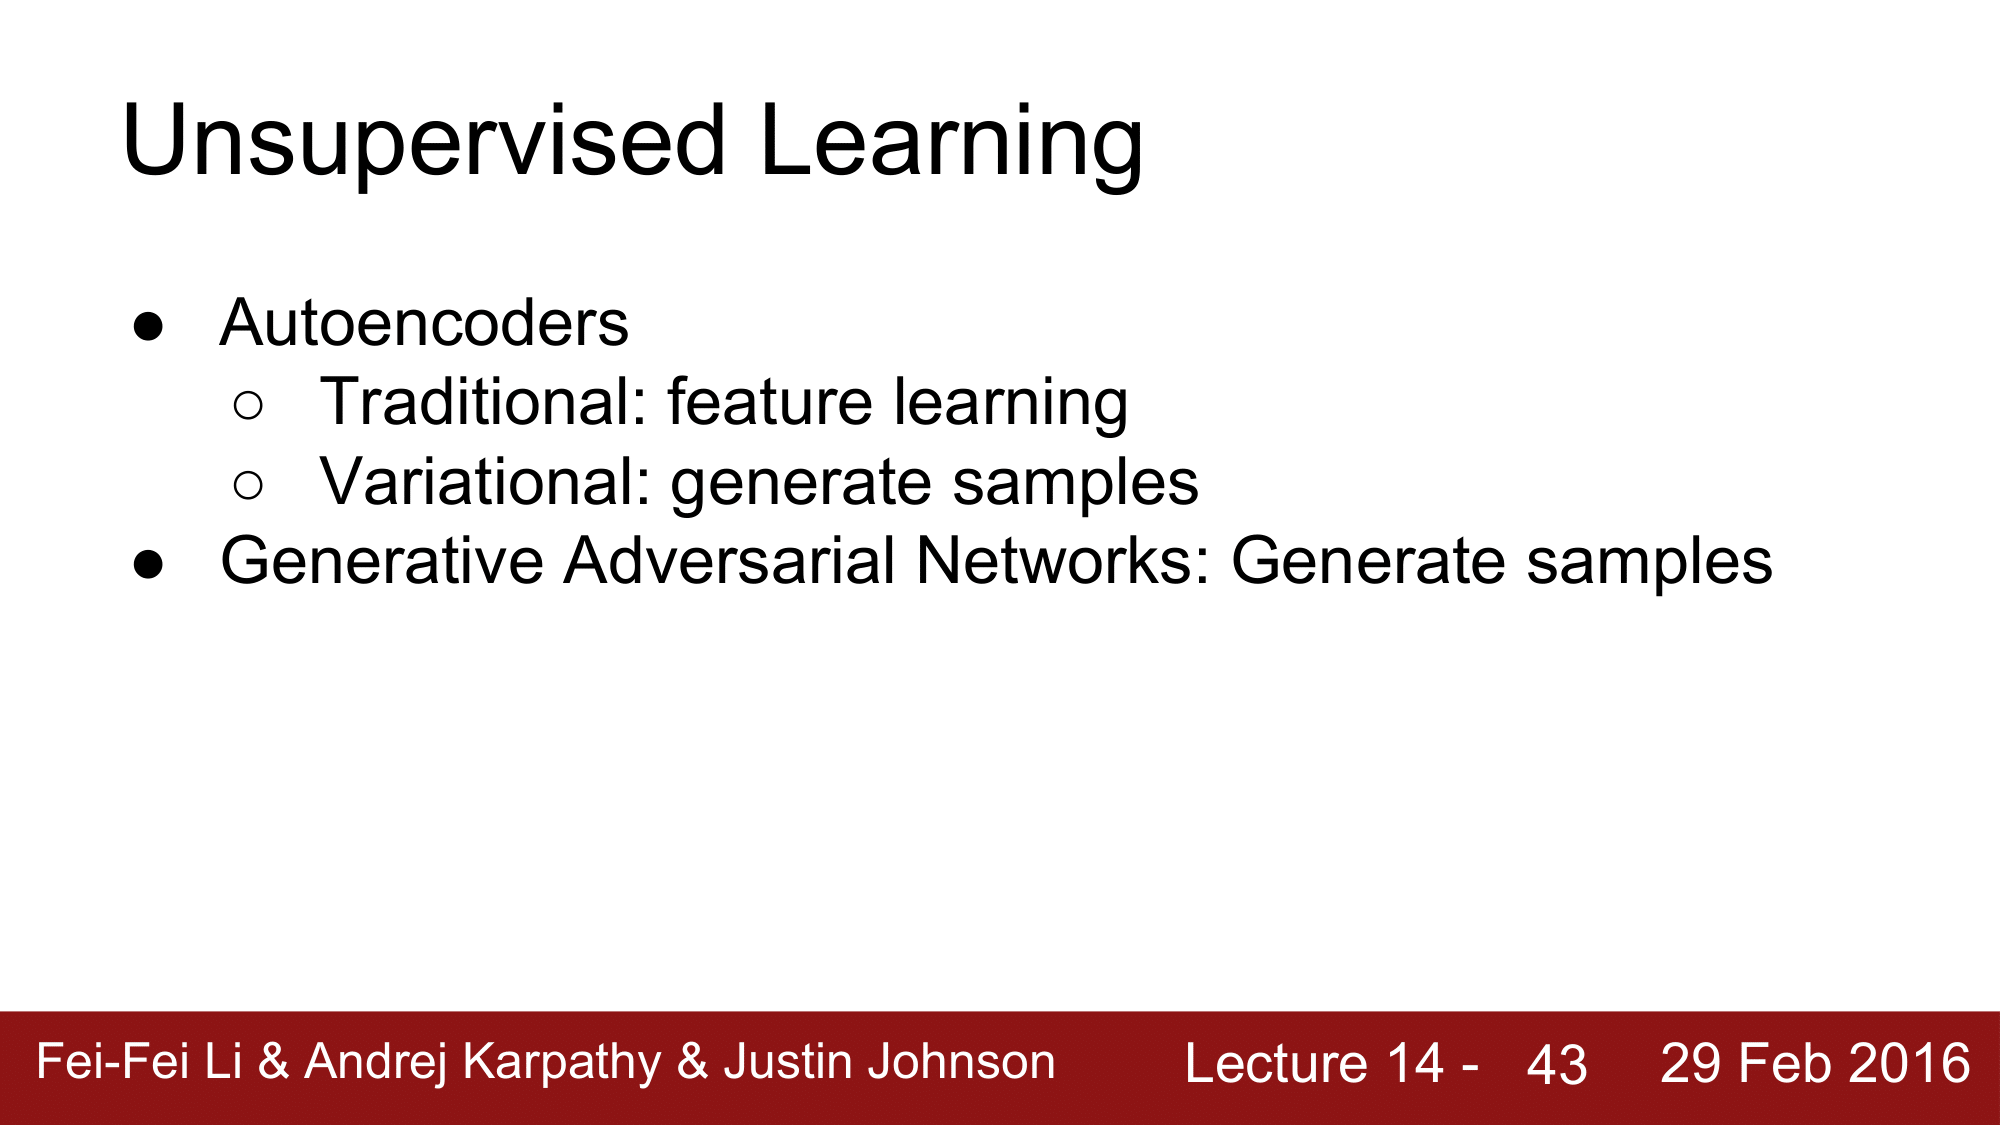 Unsupervised Learning
● Autoencoders
○ Traditional: feature learning
○ Variational: generate samples
● Generative Adversarial Networks: Generate samples
Fei-Fei Li & Andrej Karpathy & Justin Johnson Lecture 14 - 43 29 Feb 2016